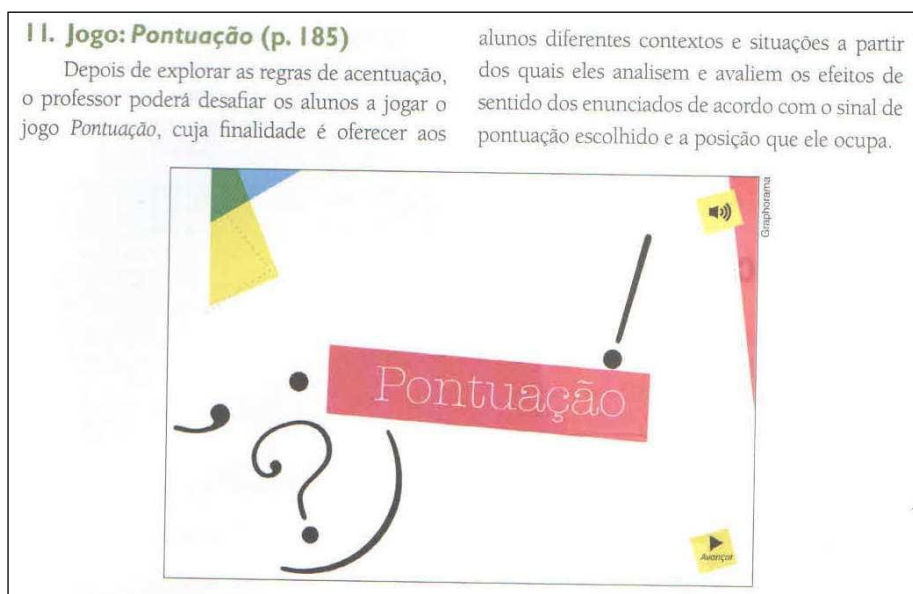 11. Jogo: Pontuação (p. 185)
Depois de explorar as regras de acentuação,
o professor poderá desafiar os alunos a jogar o
jogo Pontuação, cuja finalidade é oferecer aos
alunos diferentes contextos e situações a partir
dos quais eles analisem e avaliem os efeitos de
sentido dos enunciados de acordo com o sinal de
pontuação escolhido e a posição que ele ocupa.
Graphorama
Pontuação
Avançar